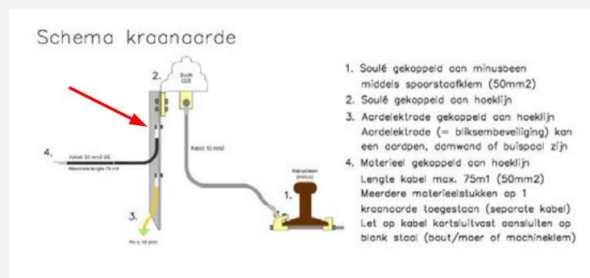 Schema kraanaarde
2.
Soulé
4.
Kabel 50 mm2
1.
3.
1. Soulé gekoppeld aan minusbeen
middels spoorstaafklem (50mm2)
2. Soulé gekoppeld aan hoeklijn
3. Aardelektrode gekoppeld aan hoeklijn
Aardelektrode (= bliksembeveiliging) kan
een aardpen, damwand of buispaal zijn
4. Materieel gekoppeld aan hoeklijn
Lengte kabel max. 75m1 (50mm2)
Meerdere materieelstukken op 1
kraanaarde toegestaan (separate kabel)
Let op kabel kortsluitvast aansluiten op
blank staal (bout/moer of machineklem)